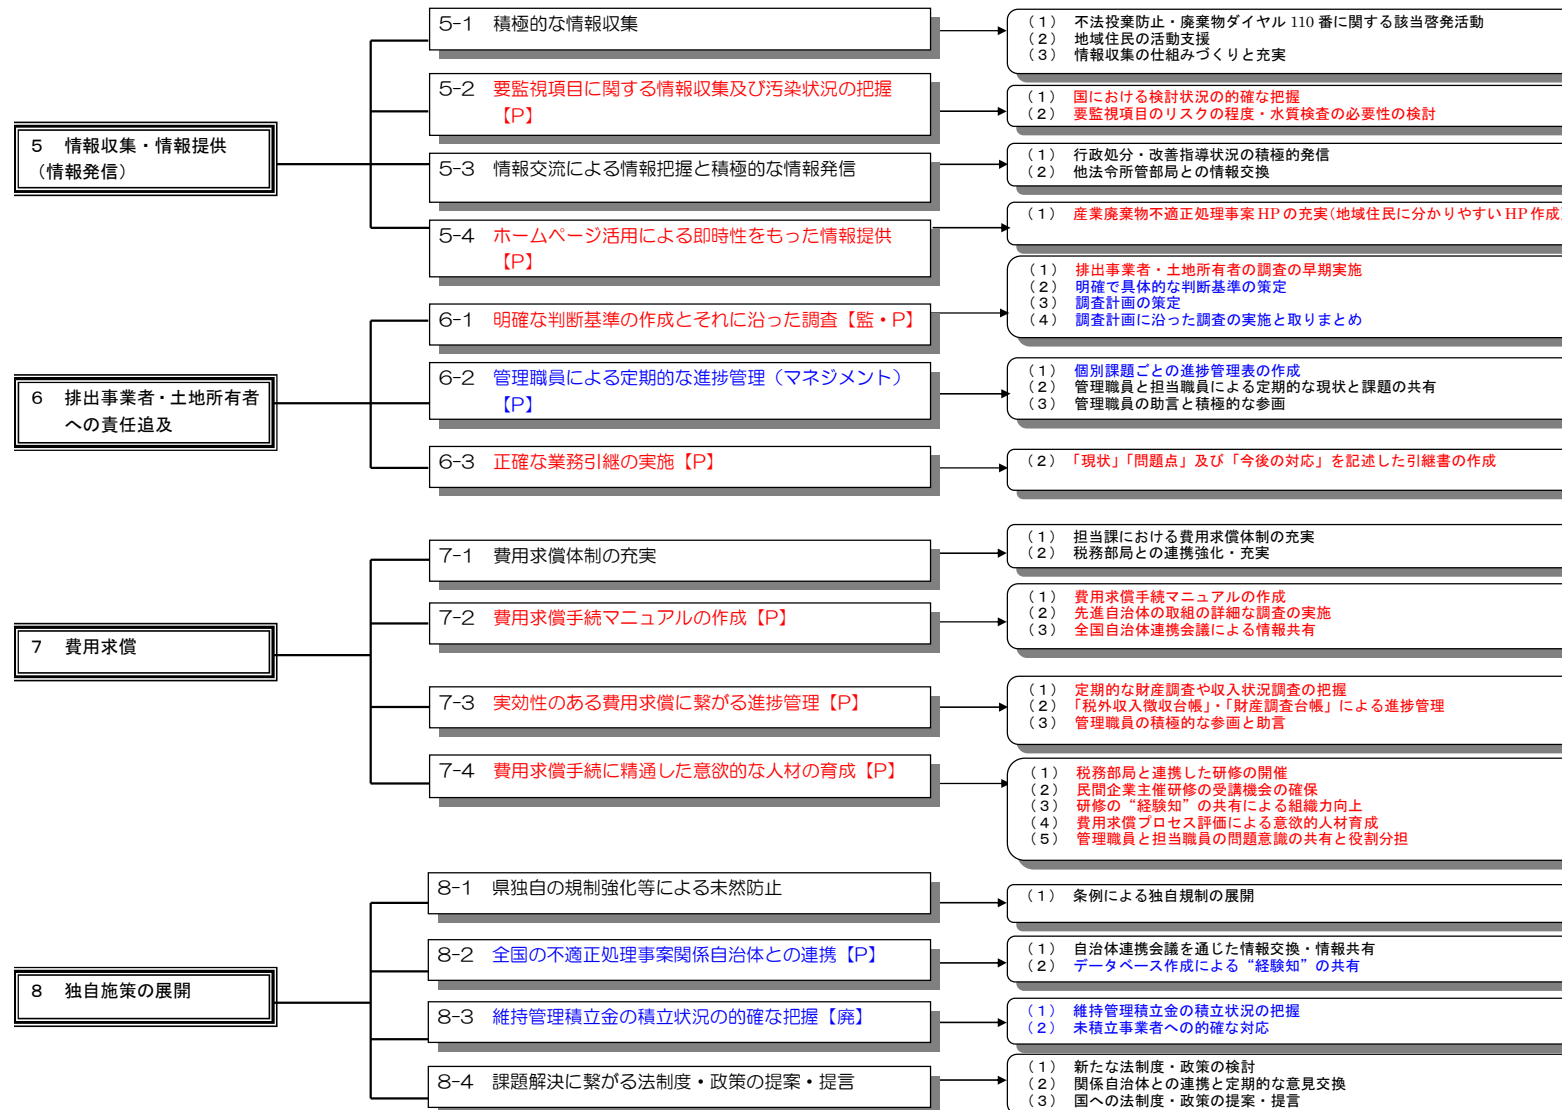 5　情報収集・情報提供
（情報発信）
5-1　積極的な情報収集
（１）　不法投棄防止・廃棄物ダイヤル 110 番に関する該当啓発活動
（２）　地域住民の活動支援
（３）　情報収集の仕組みづくりと充実
5-2　要監視項目に関する情報収集及び汚染状況の把握
【P】
（１）　国における検討状況の的確な把握
（２）　要監視項目のリスクの程度・水質検査の必要性の検討
5-3　情報交流による情報把握と積極的な情報発信
（１）　行政処分・改善指導状況の積極的発信
（２）　他法令所管部局との情報交換
5-4　ホームページ活用による即時性をもった情報提供
【P】
（１）　産業廃棄物不適正処理事案 HP の充実（地域住民に分かりやすい HP 作成）
6　排出事業者・土地所有者
への責任追及
6-1　明確な判断基準の作成とそれに沿った調査【監・P】
（１）　排出事業者・土地所有者の調査の早期実施
（２）　明確で具体的な判断基準の策定
（３）　調査計画の策定
（４）　調査計画に沿った調査の実施と取りまとめ
6-2　管理職員による定期的な進捗管理（マネジメント）
【P】
（１）　個別課題ごとの進捗管理表の作成
（２）　管理職員と担当職員による定期的な現状と課題の共有
（３）　管理職員の助言と積極的な参画
6-3　正確な業務引継の実施【P】
（２）　「現状」「問題点」及び「今後の対応」を記述した引継書の作成
7　費用求償
7-1　費用求償体制の充実
（１）　担当課における費用求償体制の充実
（２）　税務部局との連携強化・充実
7-2　費用求償手続マニュアルの作成【P】
（１）　費用求償手続マニュアルの作成
（２）　先進自治体の取組の詳細な調査の実施
（３）　全国自治体連携会議による情報共有
7-3　実効性のある費用求償に繋がる進捗管理【P】
（１）　定期的な財産調査や収入状況調査の把握
（２）　「税外収入徴収台帳」・「財産調査台帳」による進捗管理
（３）　管理職員の積極的な参画と助言
7-4　費用求償手続に精通した意欲的な人材の育成【P】
（１）　税務部局と連携した研修の開催
（２）　民間企業主催研修の受講機会の確保
（３）　研修の“経験知”の共有による組織力向上
（４）　費用求償プロセス評価による意欲的人材育成
（５）　管理職員と担当職員の問題意識の共有と役割分担
8　独自施策の展開
8-1　県独自の規制強化等による未然防止
（１）　条例による独自規制の展開
8-2　全国の不適正処理事案関係自治体との連携【P】
（１）　自治体連携会議を通じた情報交換・情報共有
（２）　データベース作成による“経験知”の共有
8-3　維持管理積立金の積立状況の的確な把握【廃】
（１）　維持管理積立金の積立状況の把握
（２）　未積立事業者への的確な対応
8-4　課題解決に繋がる法制度・政策の提案・提言
（１）　新たな法制度・政策の検討
（２）　関係自治体との連携と定期的な意見交換
（３）　国への法制度・政策の提案・提言